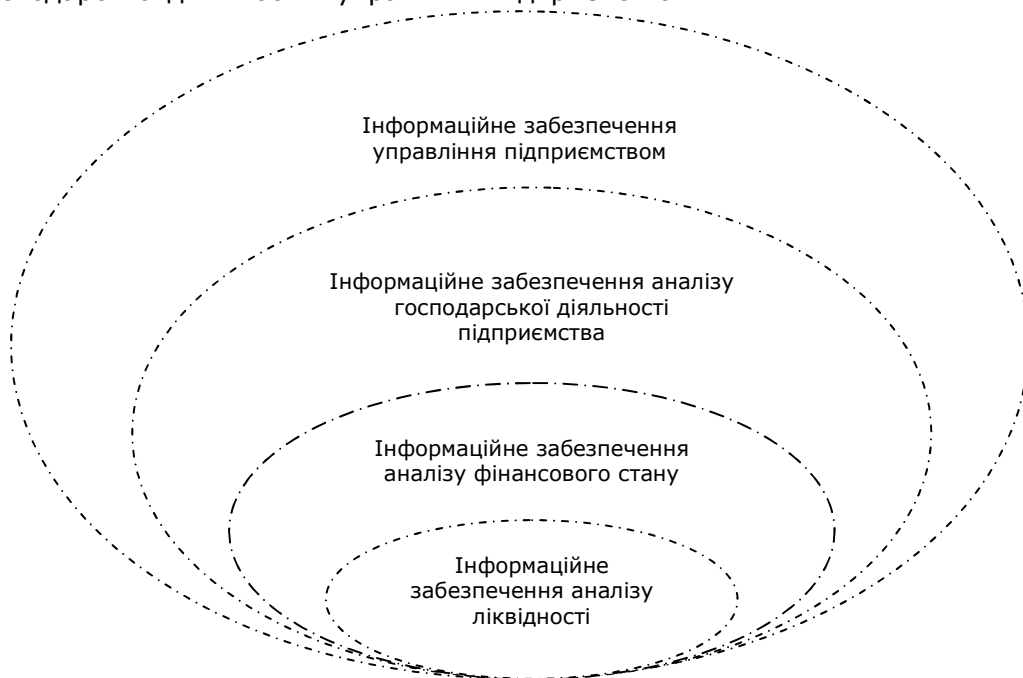 Інформаційне забезпечення
управління підприємством
Інформаційне забезпечення аналізу
господарської діяльності
підприємства
Інформаційне забезпечення
аналізу фінансового стану
Інформаційне
забезпечення аналізу
ліквідності